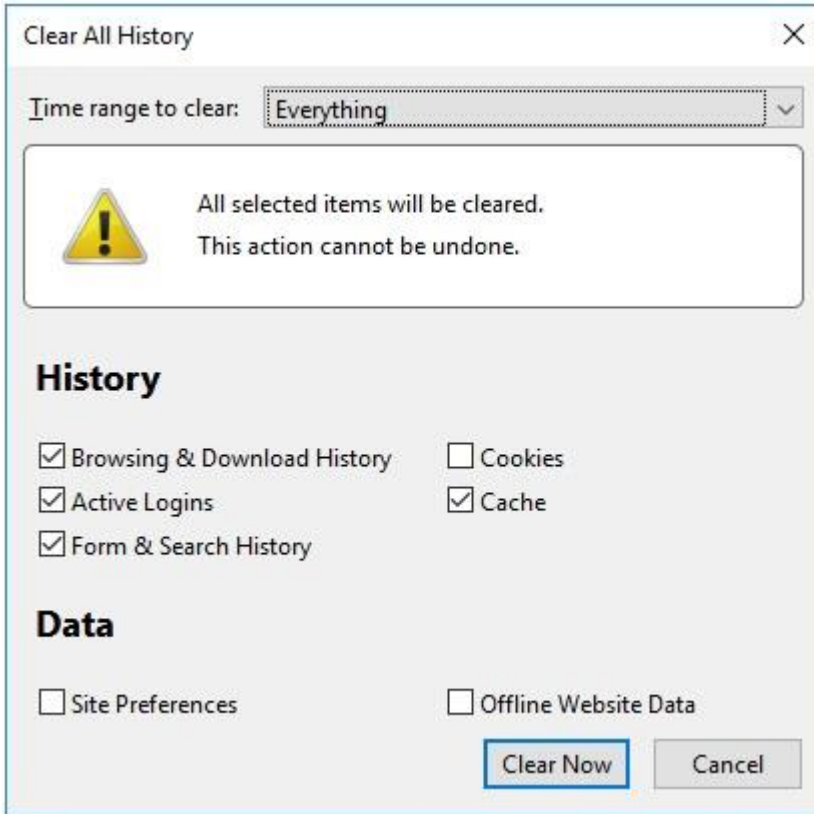 Clear All History
Time range to clear: Everything
All selected items will be cleared.
This action cannot be undone.
History
Browsing & Download History Cookies
Active Logins Cache
Form & Search History
Data
Site Preferences Offline Website Data
Clear Now Cancel